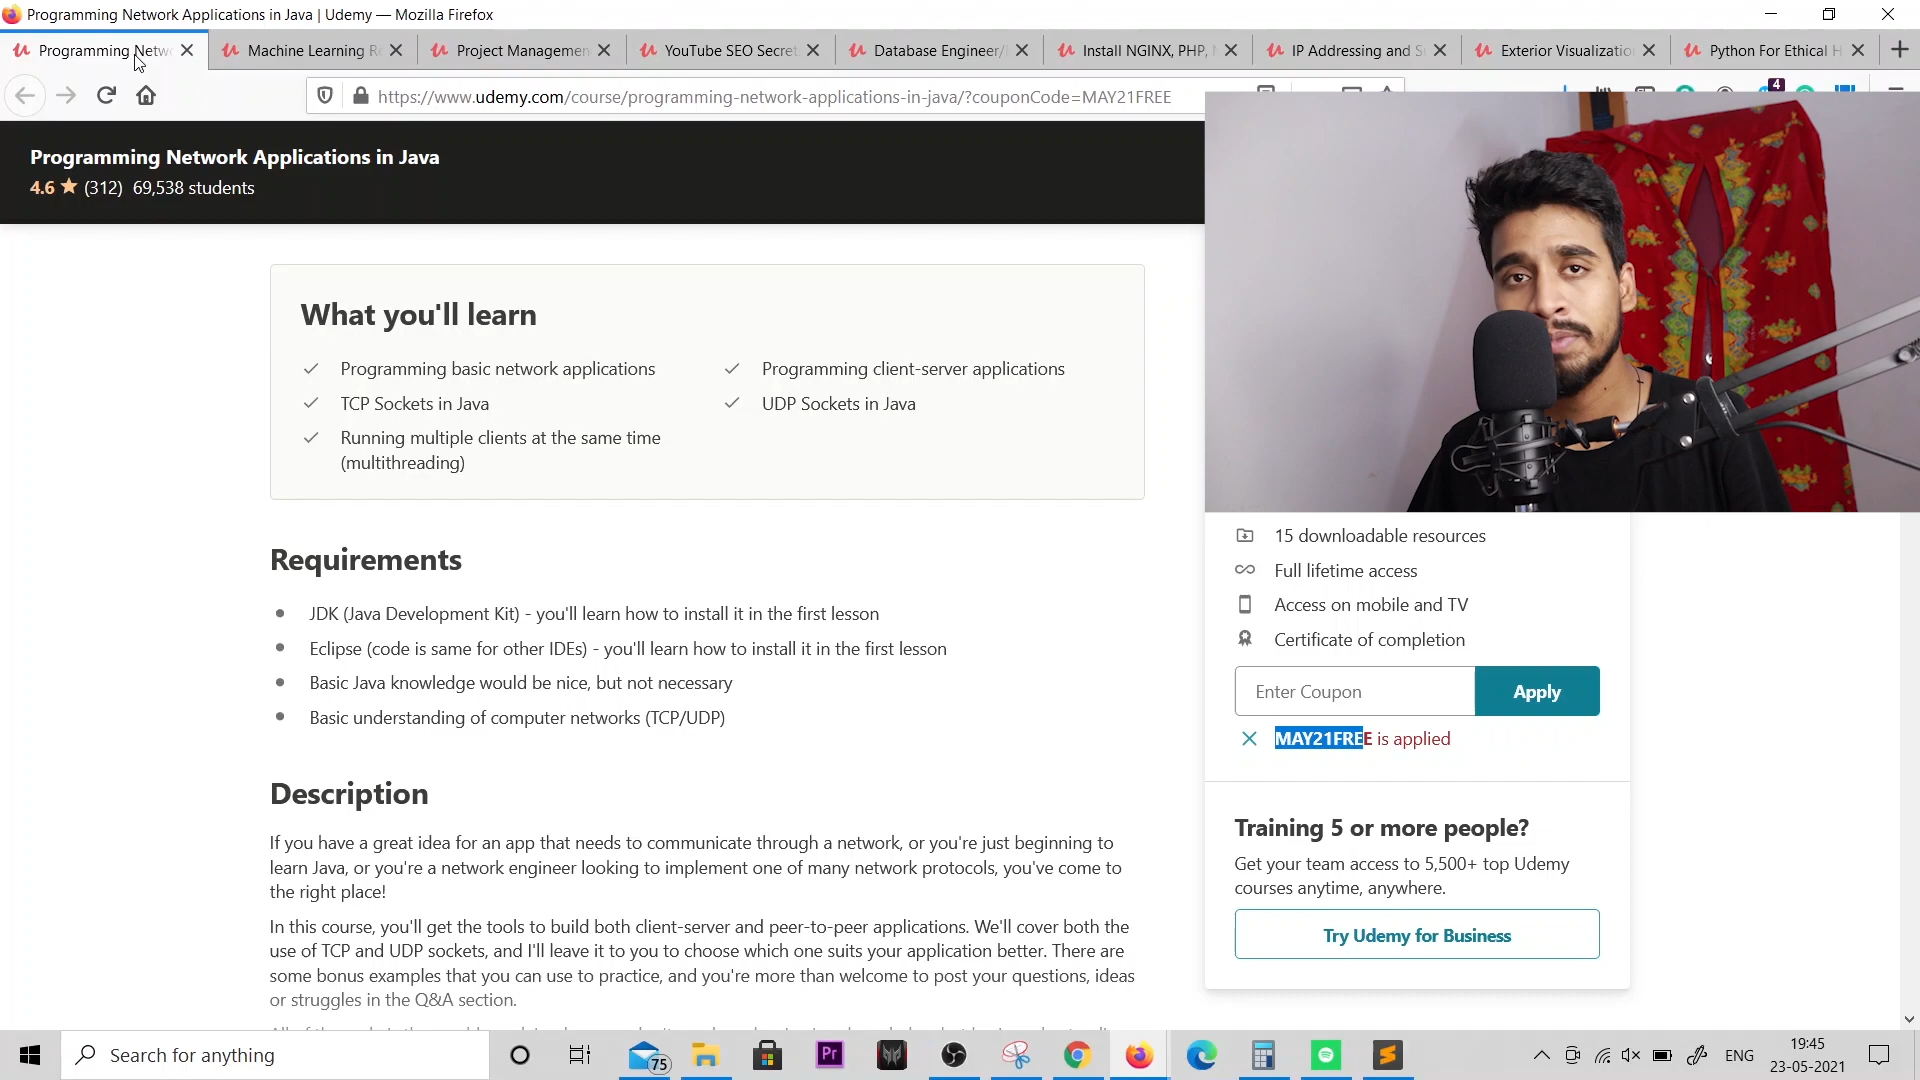 Programming Network Applications in Java | Udemy — Mozilla Firefox
Programming Netw
Machine Learning R
Project Managemen
YouTube SEO Secret
Database Engineer/
Install NGINX, PHP,
IP Addressing and S
Exterior Visualizatio
Python For Ethical H
https://www.udemy.com/course/programming-network-applications-in-java/?couponCode=MAY21FREE
4
Programming Network Applications in Java
4.6 ★ (312) 69,538 students
What you'll learn
Programming basic network applications
Programming client-server applications
TCP Sockets in Java
UDP Sockets in Java
Running multiple clients at the same time
(multithreading)
Requirements
JDK (Java Development Kit) - you'll learn how to install it in the first lesson
Eclipse (code is same for other IDEs) - you'll learn how to install it in the first lesson
Basic Java knowledge would be nice, but not necessary
Basic understanding of computer networks (TCP/UDP)
Description
If you have a great idea for an app that needs to communicate through a network, or you're just beginning to
learn Java, or you're a network engineer looking to implement one of many network protocols, you've come to
the right place!
In this course, you'll get the tools to build both client-server and peer-to-peer applications. We'll cover both the
use of TCP and UDP sockets, and I'll leave it to you to choose which one suits your application better. There are
some bonus examples that you can use to practice, and you're more than welcome to post your questions, ideas
or struggles in the Q&A section.
15 downloadable resources
Full lifetime access
Access on mobile and TV
Certificate of completion
Enter Coupon
Apply
MAY21FREE is applied
Training 5 or more people?
Get your team access to 5,500+ top Udemy
courses anytime, anywhere.
Try Udemy for Business
Search for anything
75
Pr
ENG
19:45
23-05-2021